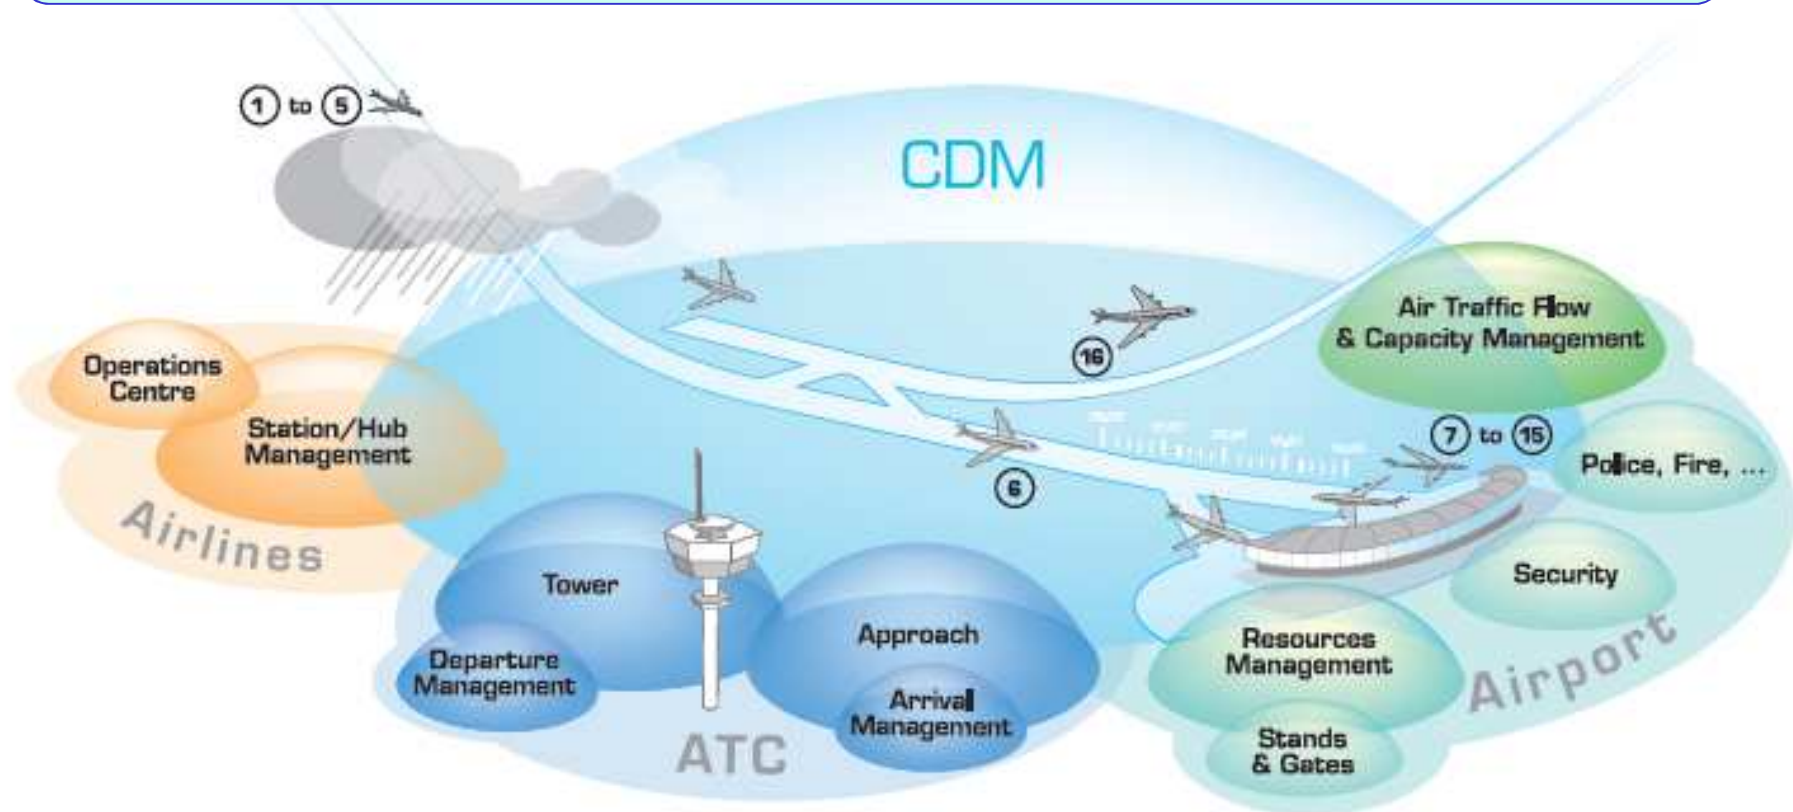 1 to 5
CDM
Air Traffic Flow
& Capacity Management
16
Operations
Centre
Station/Hub
Management
7 to 15
Police, Fire, ...
6
Airlines
Tower
Security
Approach
Resources
Management
Departure
Management
Arrival
Management
Airport
ATC
Stands
& Gates